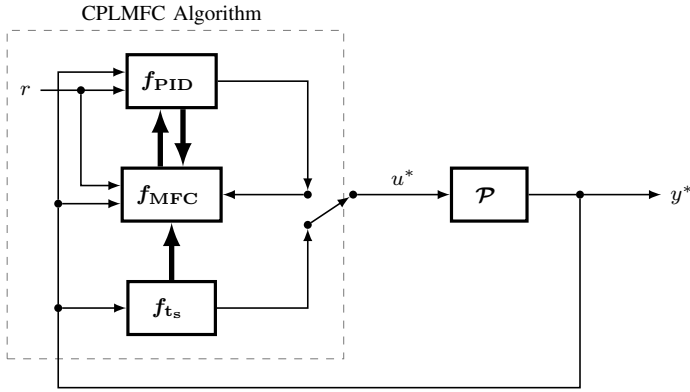 CPLMFC Algorithm
f_PID
r
f_MFC
u*
𝓟
y*
f_ts